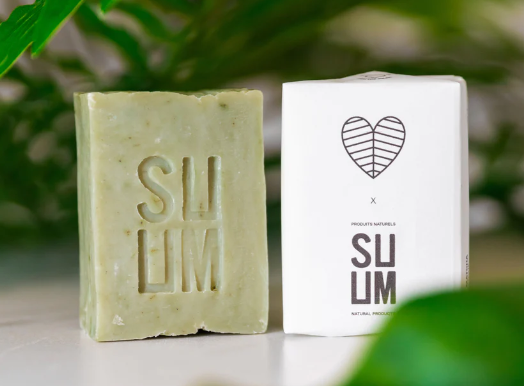 SU
UM
X
PRODUITS NATURELS
SU
UM
NATURAL PRODUCTS